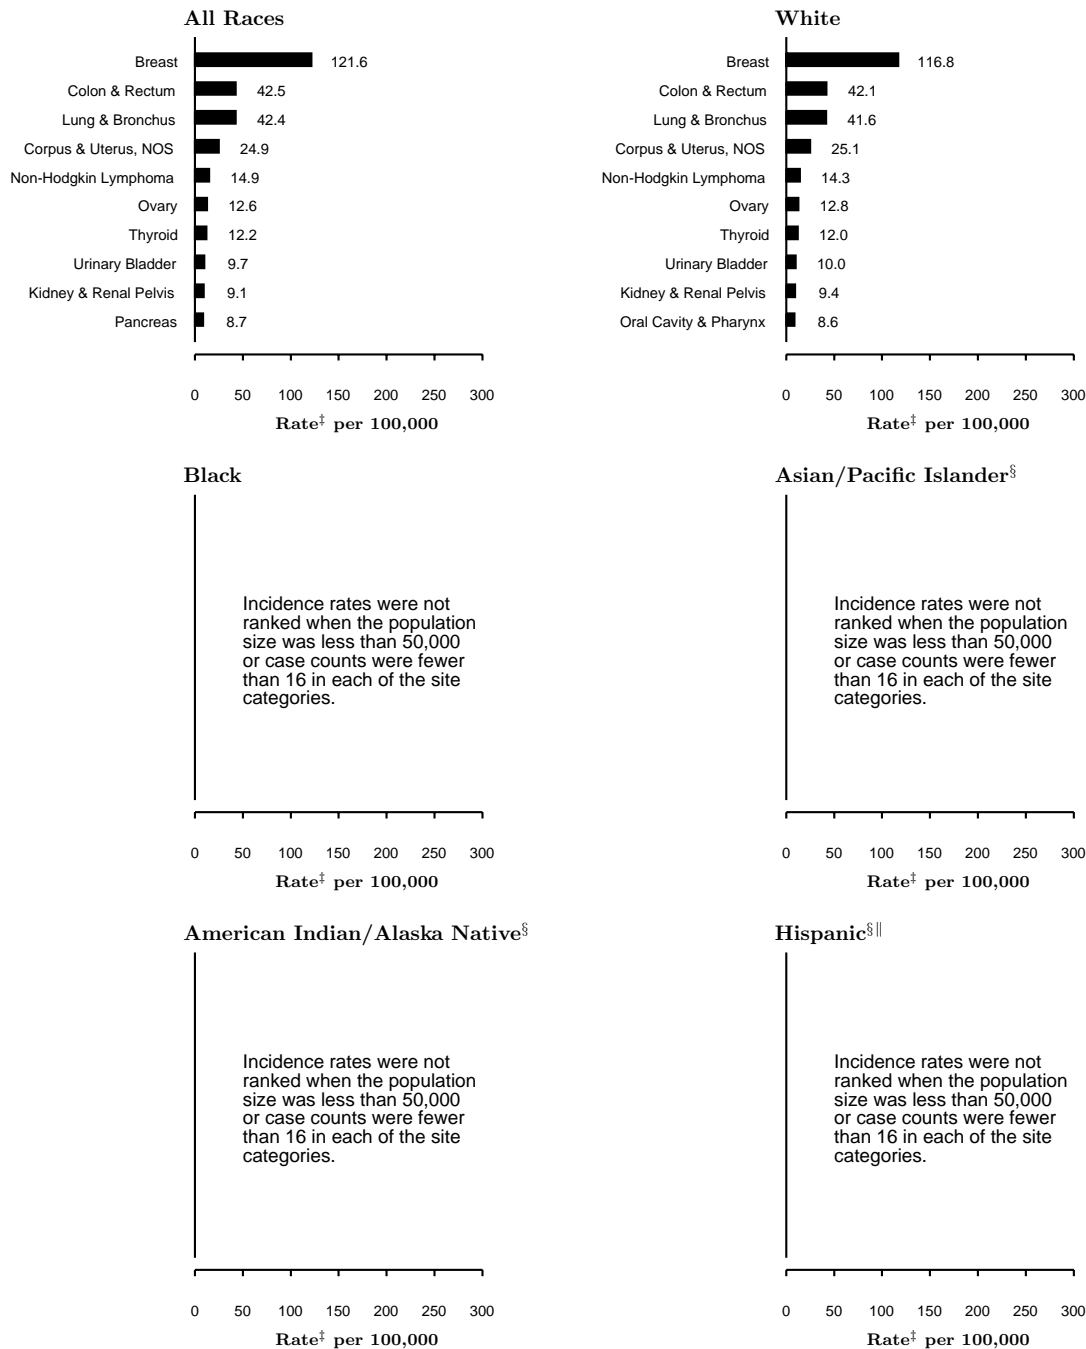 All Races
Breast 121.6
Colon & Rectum 42.5
Lung & Bronchus 42.4
Corpus & Uterus, NOS 24.9
Non-Hodgkin Lymphoma 14.9
Ovary 12.6
Thyroid 12.2
Urinary Bladder 9.7
Kidney & Renal Pelvis 9.1
Pancreas 8.7
0 50 100 150 200 250 300
Rate‡ per 100,000
White
Breast 116.8
Colon & Rectum 42.1
Lung & Bronchus 41.6
Corpus & Uterus, NOS 25.1
Non-Hodgkin Lymphoma 14.3
Ovary 12.8
Thyroid 12.0
Urinary Bladder 10.0
Kidney & Renal Pelvis 9.4
Oral Cavity & Pharynx 8.6
0 50 100 150 200 250 300
Rate‡ per 100,000
Black
Incidence rates were not
ranked when the population
size was less than 50,000
or case counts were fewer
than 16 in each of the site
categories.
0 50 100 150 200 250 300
Rate‡ per 100,000
Asian/Pacific Islander§
Incidence rates were not
ranked when the population
size was less than 50,000
or case counts were fewer
than 16 in each of the site
categories.
0 50 100 150 200 250 300
Rate‡ per 100,000
American Indian/Alaska Native§
Incidence rates were not
ranked when the population
size was less than 50,000
or case counts were fewer
than 16 in each of the site
categories.
0 50 100 150 200 250 300
Rate‡ per 100,000
Hispanic§‖
Incidence rates were not
ranked when the population
size was less than 50,000
or case counts were fewer
than 16 in each of the site
categories.
0 50 100 150 200 250 300
Rate‡ per 100,000